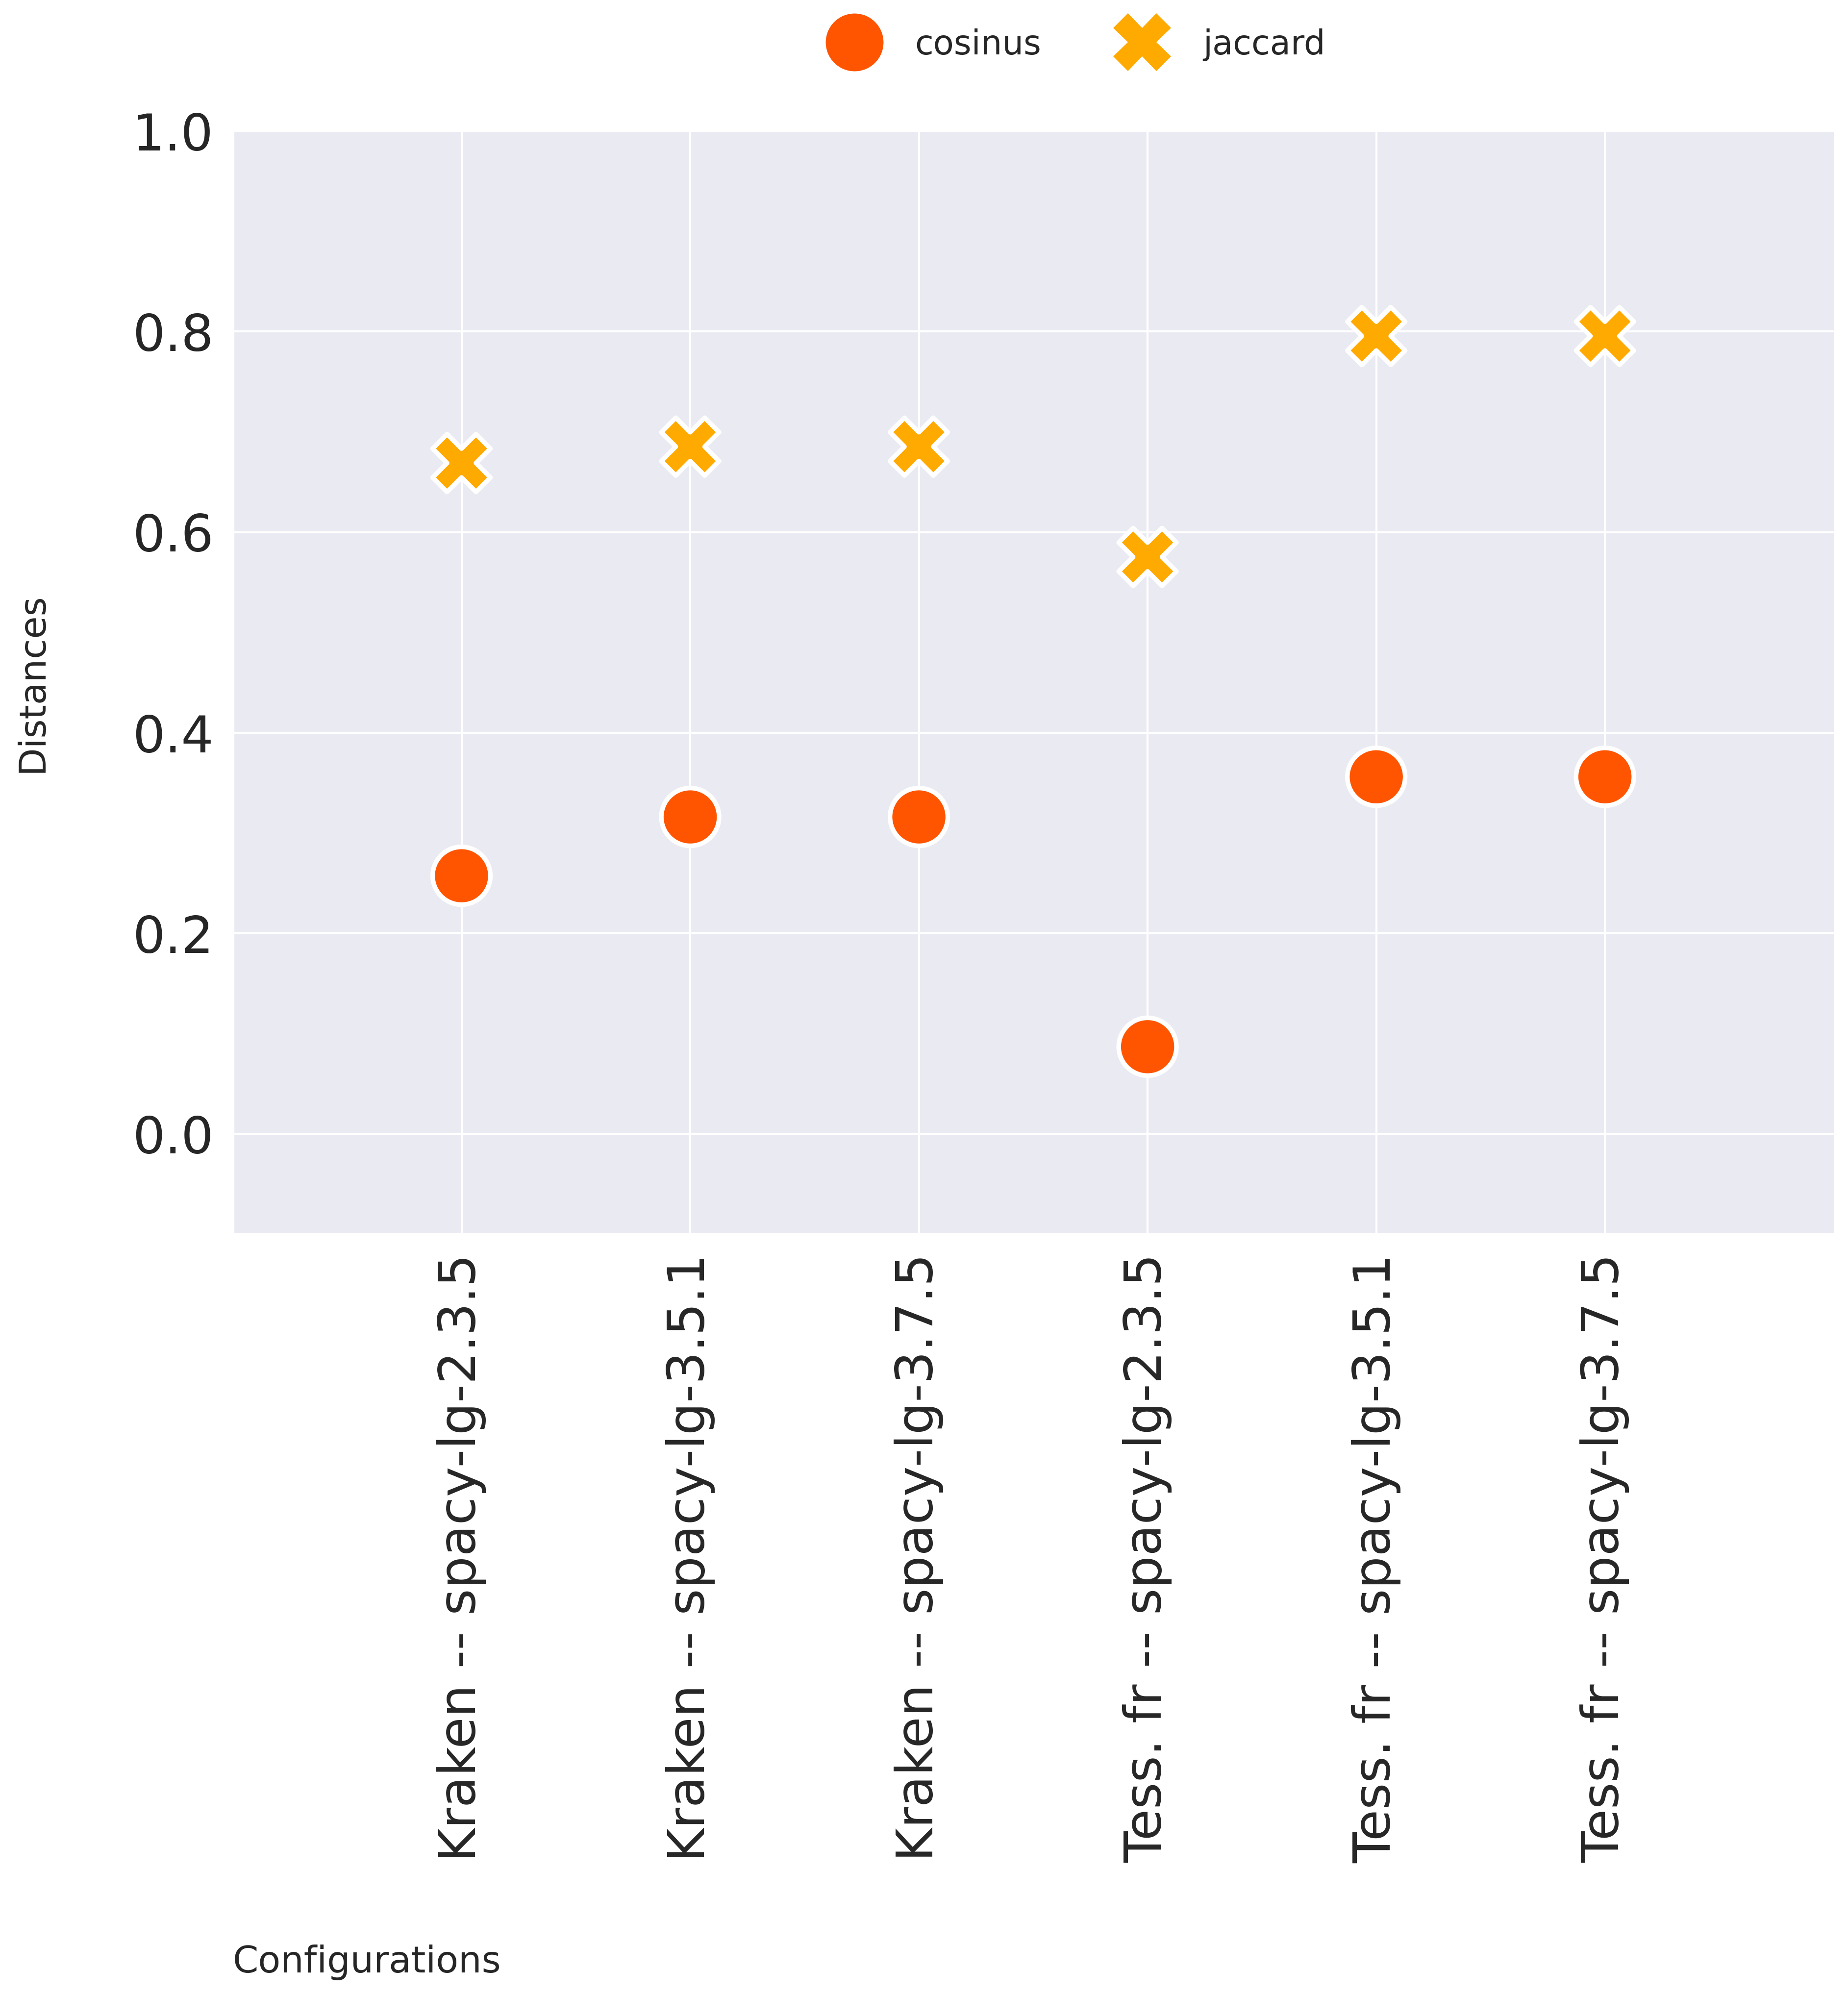 cosinus jaccard
1.0
0.8
0.6
0.4
0.2
0.0
Distances
Kraken -- spacy-lg-2.3.5
Kraken -- spacy-lg-3.5.1
Kraken -- spacy-lg-3.7.5
Tess. fr -- spacy-lg-2.3.5
Tess. fr -- spacy-lg-3.5.1
Tess. fr -- spacy-lg-3.7.5
Configurations